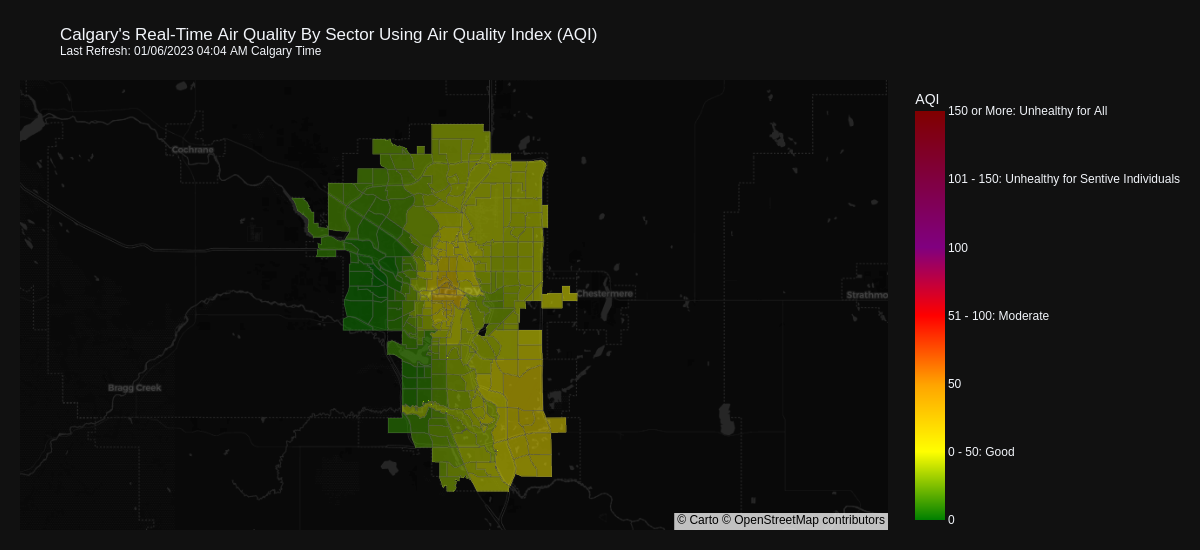 Calgary's Real-Time Air Quality By Sector Using Air Quality Index (AQI)
Last Refresh: 01/06/2023 04:04 AM Calgary Time
AQI
150 or More: Unhealthy for All
Cochrane
101 - 150: Unhealthy for Sentive Individuals
100
Chestermere
Strathmo
51 - 100: Moderate
50
Bragg Creek
0 - 50: Good
0
© Carto © OpenStreetMap contributors